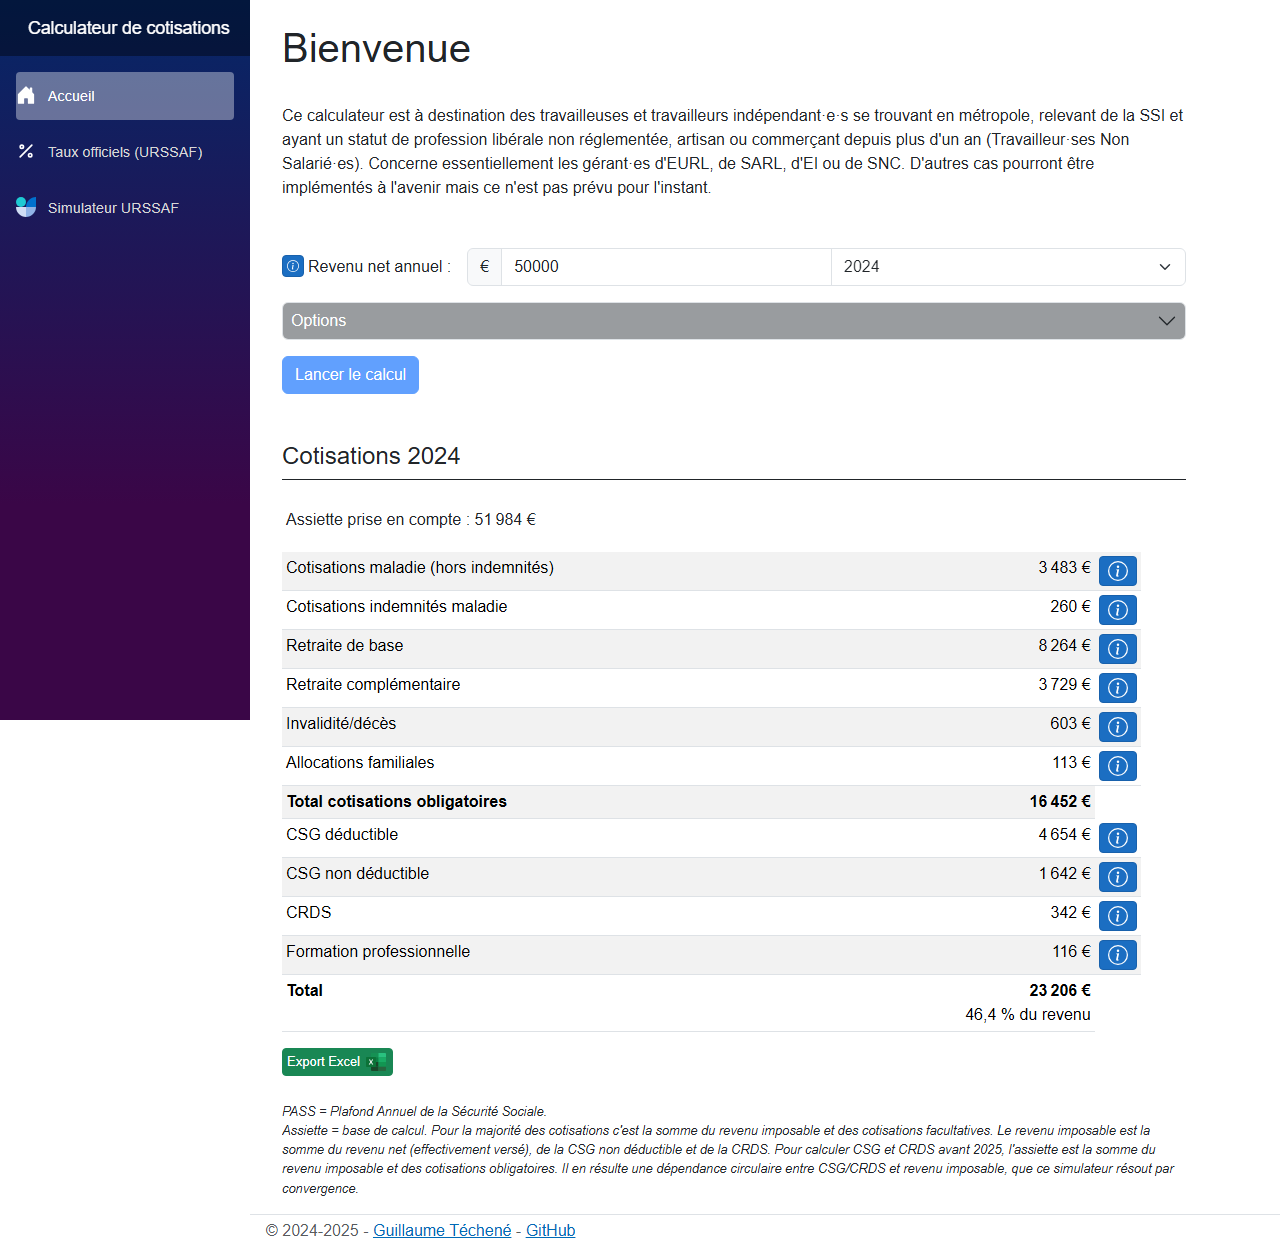 Calculateur de cotisations
Accueil
Taux officiels (URSSAF)
Simulateur URSSAF
Bienvenue
Ce calculateur est à destination des travailleuses et travailleurs indépendant·e·s se trouvant en métropole, relevant de la SSI et
ayant un statut de profession libérale non réglementée, artisan ou commerçant depuis plus d'un an (Travailleur·ses Non
Salarié·es). Concerne essentiellement les gérant·es d'EURL, de SARL, d'EI ou de SNC. D'autres cas pourront être
implémentés à l'avenir mais ce n'est pas prévu pour l'instant.
Revenu net annuel : € 50000 2024
Options
Lancer le calcul
Cotisations 2024
Assiette prise en compte : 51 984 €
Cotisations maladie (hors indemnités) 3 483 €
Cotisations indemnités maladie 260 €
Retraite de base 8 264 €
Retraite complémentaire 3 729 €
Invalidité/décès 603 €
Allocations familiales 113 €
Total cotisations obligatoires 16 452 €
CSG déductible 4 654 €
CSG non déductible 1 642 €
CRDS 342 €
Formation professionnelle 116 €
Total 23 206 €
46,4 % du revenu
Export Excel
PASS = Plafond Annuel de la Sécurité Sociale.
Assiette = base de calcul. Pour la majorité des cotisations c'est la somme du revenu imposable et des cotisations facultatives. Le revenu imposable est la
somme du revenu net (effectivement versé), de la CSG non déductible et de la CRDS. Pour calculer CSG et CRDS avant 2025, l'assiette est la somme du
revenu imposable et des cotisations obligatoires. Il en résulte une dépendance circulaire entre CSG/CRDS et revenu imposable, que ce simulateur résout par
convergence.
© 2024-2025 - Guillaume Téchené - GitHub